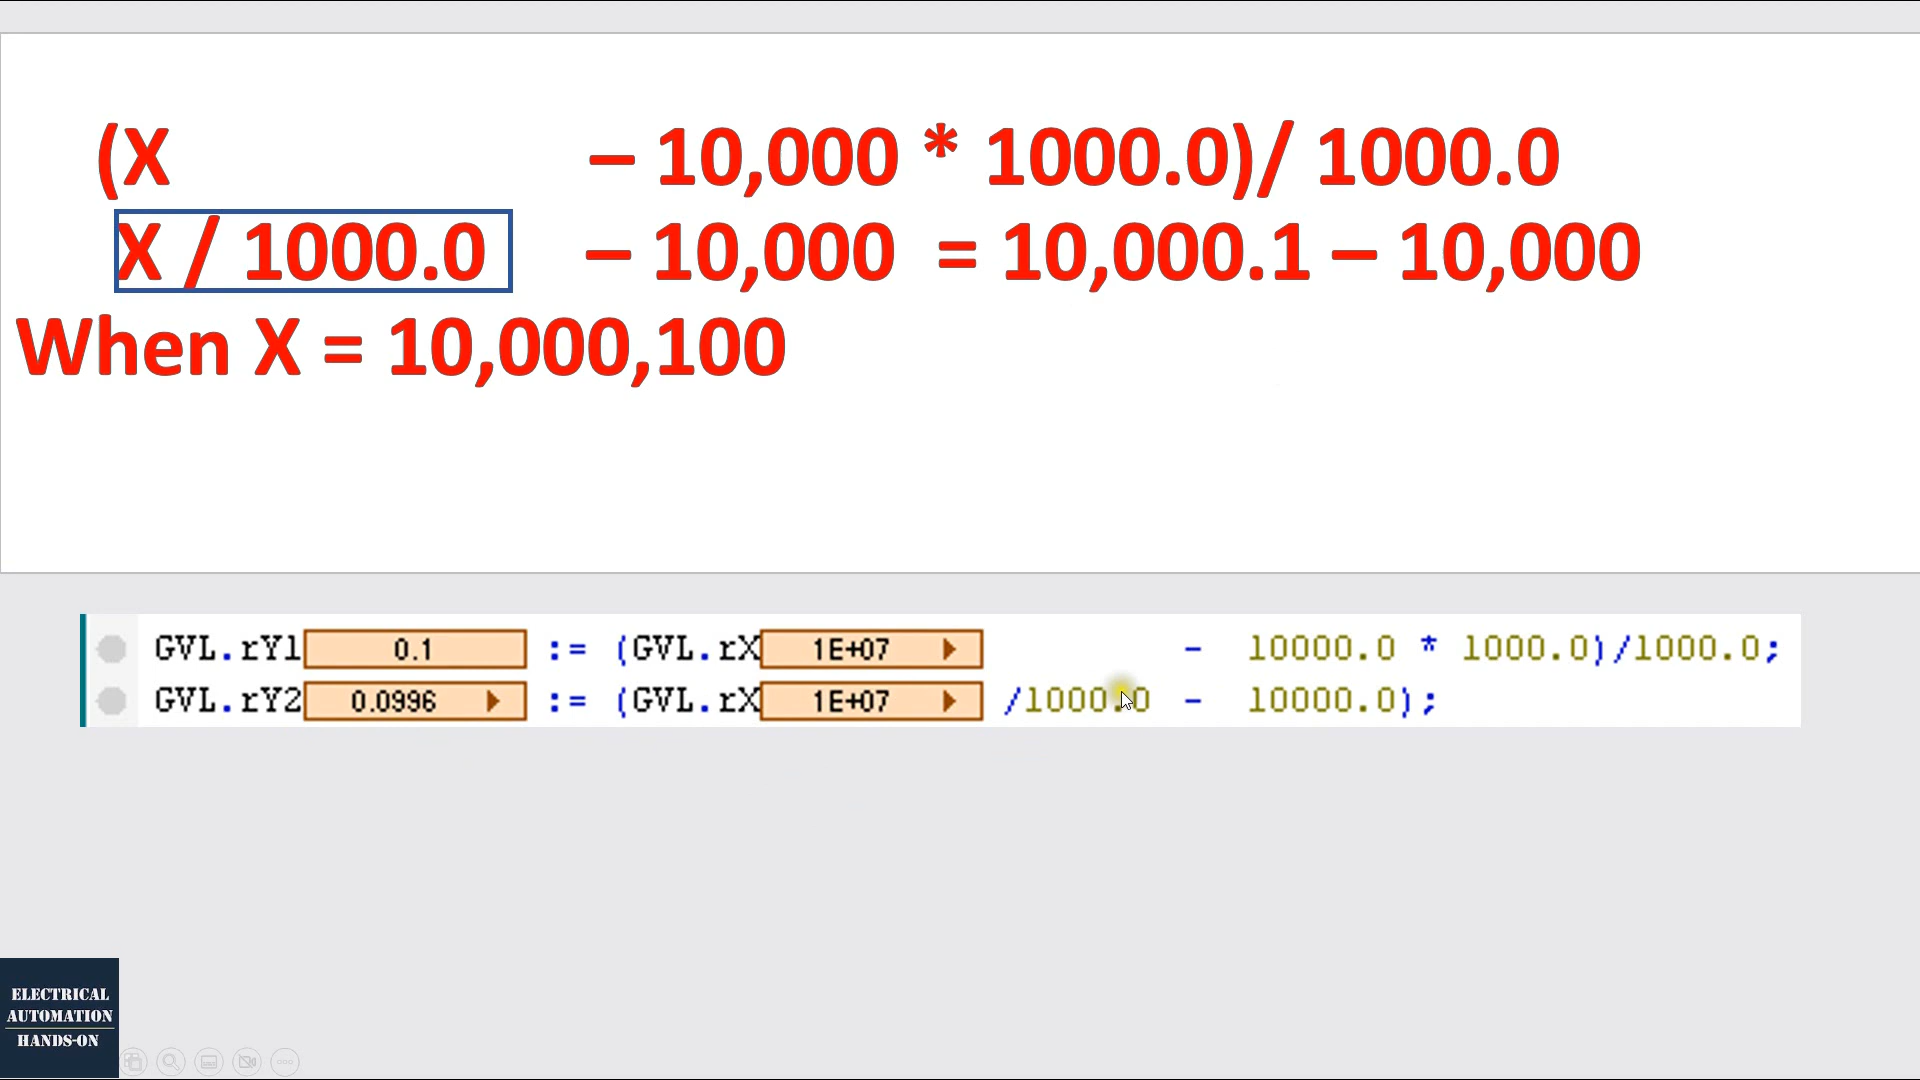 (X – 10,000 * 1000.0)/ 1000.0
X / 1000.0 – 10,000 = 10,000.1 – 10,000
When X = 10,000,100
GVL.rY1 0.1 := (GVL.rX 1E+07 - 10000.0 * 1000.0)/1000.0;
GVL.rY2 0.0996 := (GVL.rX 1E+07 /1000.0 - 10000.0);
ELECTRICAL
AUTOMATION
HANDS-ON